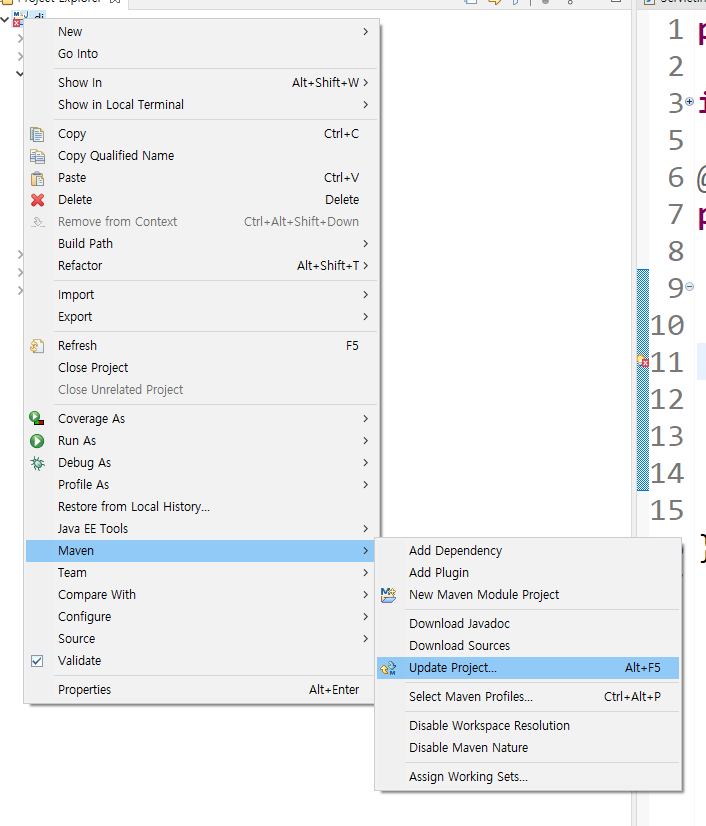 Project Explorer
di
New
Go Into
Show In Alt+Shift+W
Show in Local Terminal
Copy Ctrl+C
Copy Qualified Name
Paste Ctrl+V
Delete Delete
Remove from Context Ctrl+Alt+Shift+Down
Build Path
Refactor Alt+Shift+T
Import
Export
Refresh F5
Close Project
Close Unrelated Project
Coverage As
Run As
Debug As
Profile As
Restore from Local History...
Java EE Tools
Maven
Team
Compare With
Configure
Source
Validate
Properties Alt+Enter
Add Dependency
Add Plugin
New Maven Module Project
Download Javadoc
Download Sources
Update Project... Alt+F5
Select Maven Profiles... Ctrl+Alt+P
Disable Workspace Resolution
Disable Maven Nature
Assign Working Sets...
1 p
2
3 i
5
6 @
7 p
8
9
10
11
12
13
14
15
}